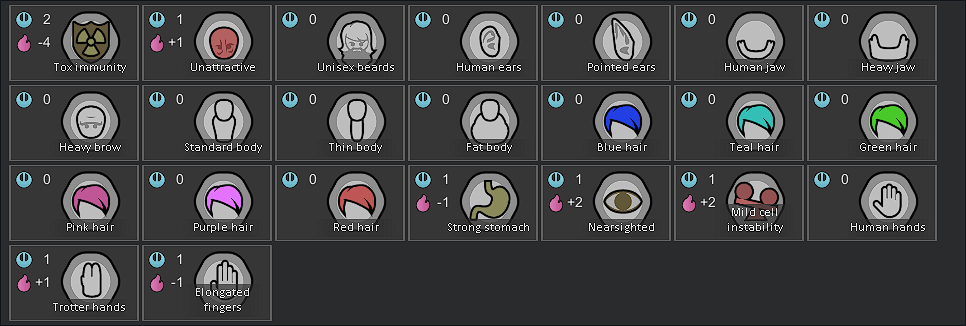 2 1 0 0 0 0 0
-4 +1
Tox immunity Unattractive Unisex beards Human ears Pointed ears Human jaw Heavy jaw
0 0 0 0 0 0 0
Heavy brow Standard body Thin body Fat body Blue hair Teal hair Green hair
0 0 0 1 1 1 0
-1 +2 +2
Pink hair Purple hair Red hair Strong stomach Nearsighted Mild cell instability Human hands
1 1
+1 -1
Trotter hands Elongated fingers